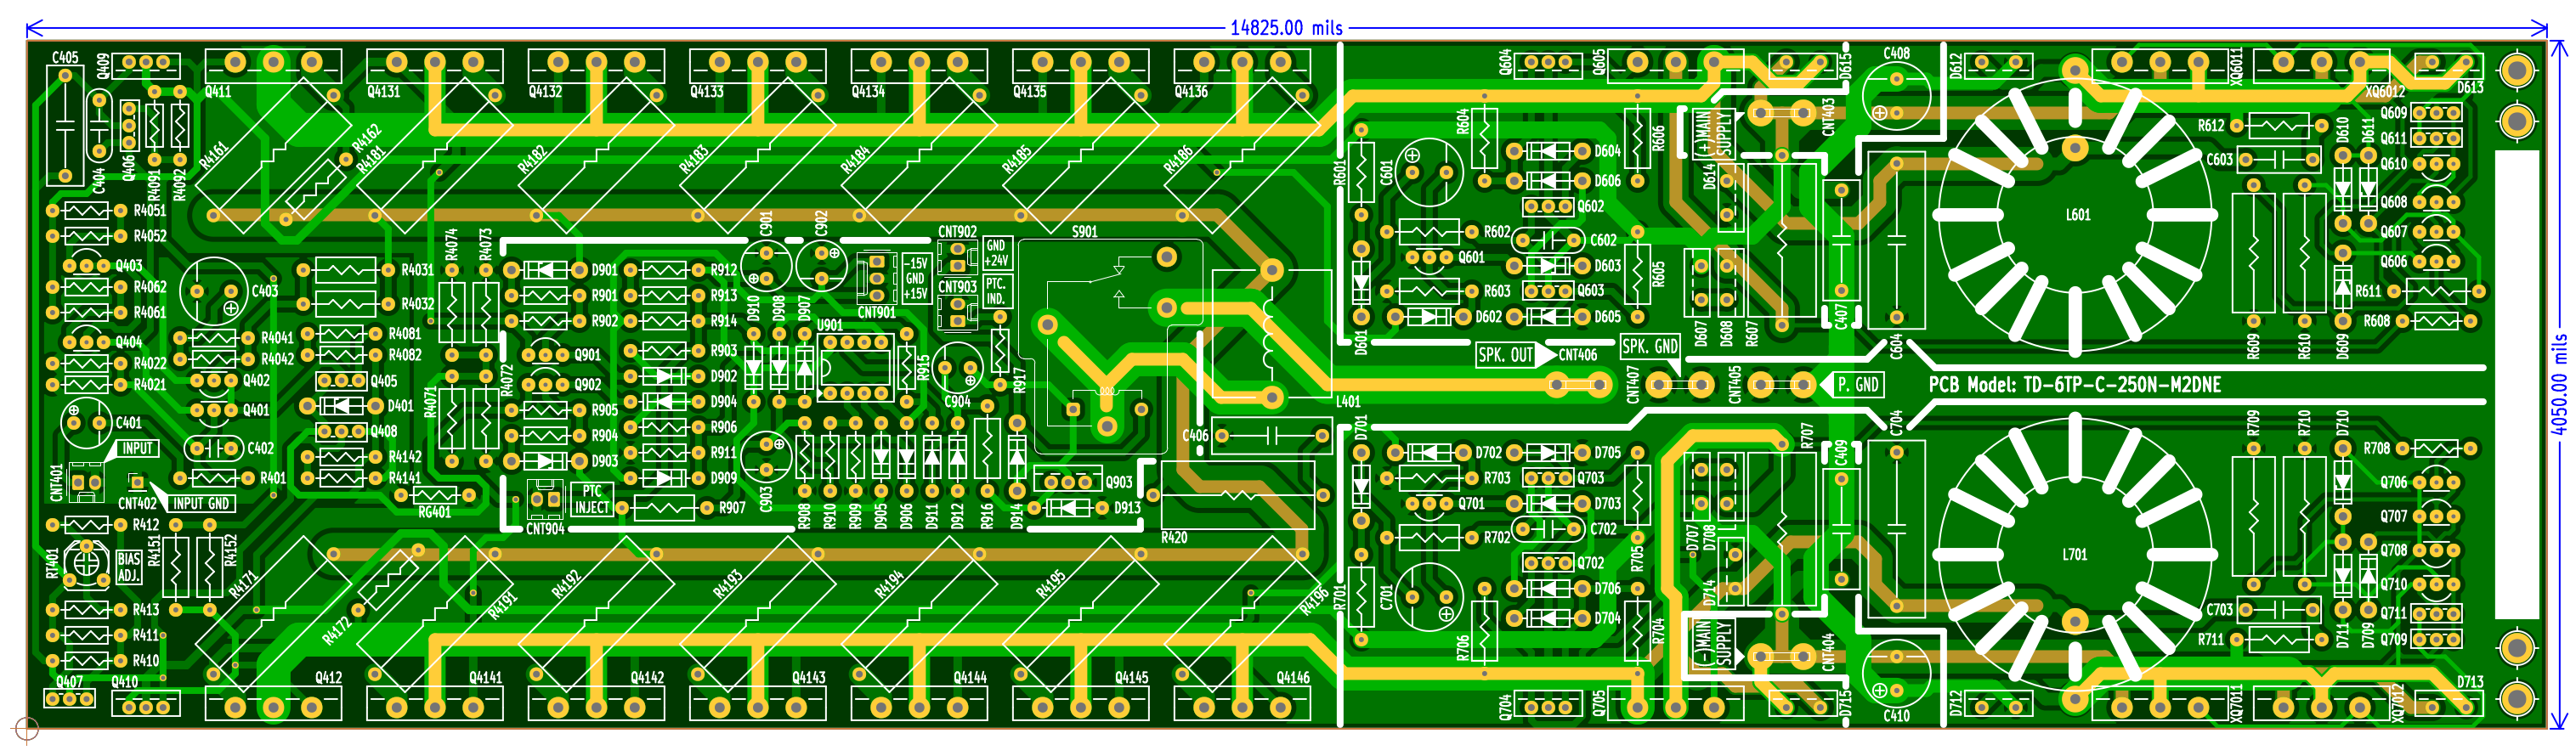 14825.00 mils
4050.00 mils
C405
Q409
C404
Q406
R4091
R4092
Q411
R4161
R4162
R4181
Q4131
R4182
Q4132
R4183
Q4133
R4184
Q4134
R4185
Q4135
R4186
Q4136
R4051
R4052
Q403
R4062
R4061
Q404
R4022
R4021
C401
INPUT
CNT401
CNT402
INPUT GND
C403
R4041
R4042
Q402
Q401
C402
R401
R4031
R4032
R4081
R4082
Q405
D401
Q408
R4142
R4141
RG401
R4074
R4073
R4071
R4072
D901
R901
R902
Q901
Q902
R905
R904
D903
CNT904
PTC
INJECT
R912
R913
R914
R903
D902
D904
R906
R911
D909
R907
C901
C902
D910
D908
D907
U901
R915
CNT901
-15V
GND
+15V
CNT902
GND
+24V
CNT903
PTC.
IND.
C904
R917
C903
R908
R910
R909
D905
D906
D911
D912
R916
D914
S901
Q903
D913
L401
C406
R420
R412
RT401
BIAS
ADJ.
R4151
R4152
R413
R411
R410
Q407
Q410
Q412
R4171
R4172
R4191
Q4141
R4192
Q4142
R4193
Q4143
R4194
Q4144
R4195
Q4145
R4196
Q4146
Q604
Q605
D615
C408
R604
R606
(+)MAIN
SUPPLY
CNT403
R601
C601
D604
D606
Q602
R602
C602
Q601
D603
R603
Q603
D602
D605
D601
R605
D614
D607
D608
R607
C407
C604
SPK. OUT
CNT406
SPK. GND
CNT407
CNT405
P. GND
PCB Model: TD-6TP-C-250N-M2DNE
D612
XQ6011
XQ6012
D613
L601
R612
C603
D610
D611
Q609
Q611
Q610
Q608
Q607
Q606
R611
R608
R609
R610
D609
D701
D702
R703
Q701
R702
C701
R701
D705
Q703
D703
C702
Q702
D706
D704
R706
R705
R704
D707
D708
D714
R707
C409
C704
(-)MAIN
SUPPLY
CNT404
Q704
Q705
D715
C410
L701
D712
XQ7011
XQ7012
D713
R709
R710
D710
R708
Q706
Q707
Q708
Q710
Q711
Q709
C703
R711
D711
D709